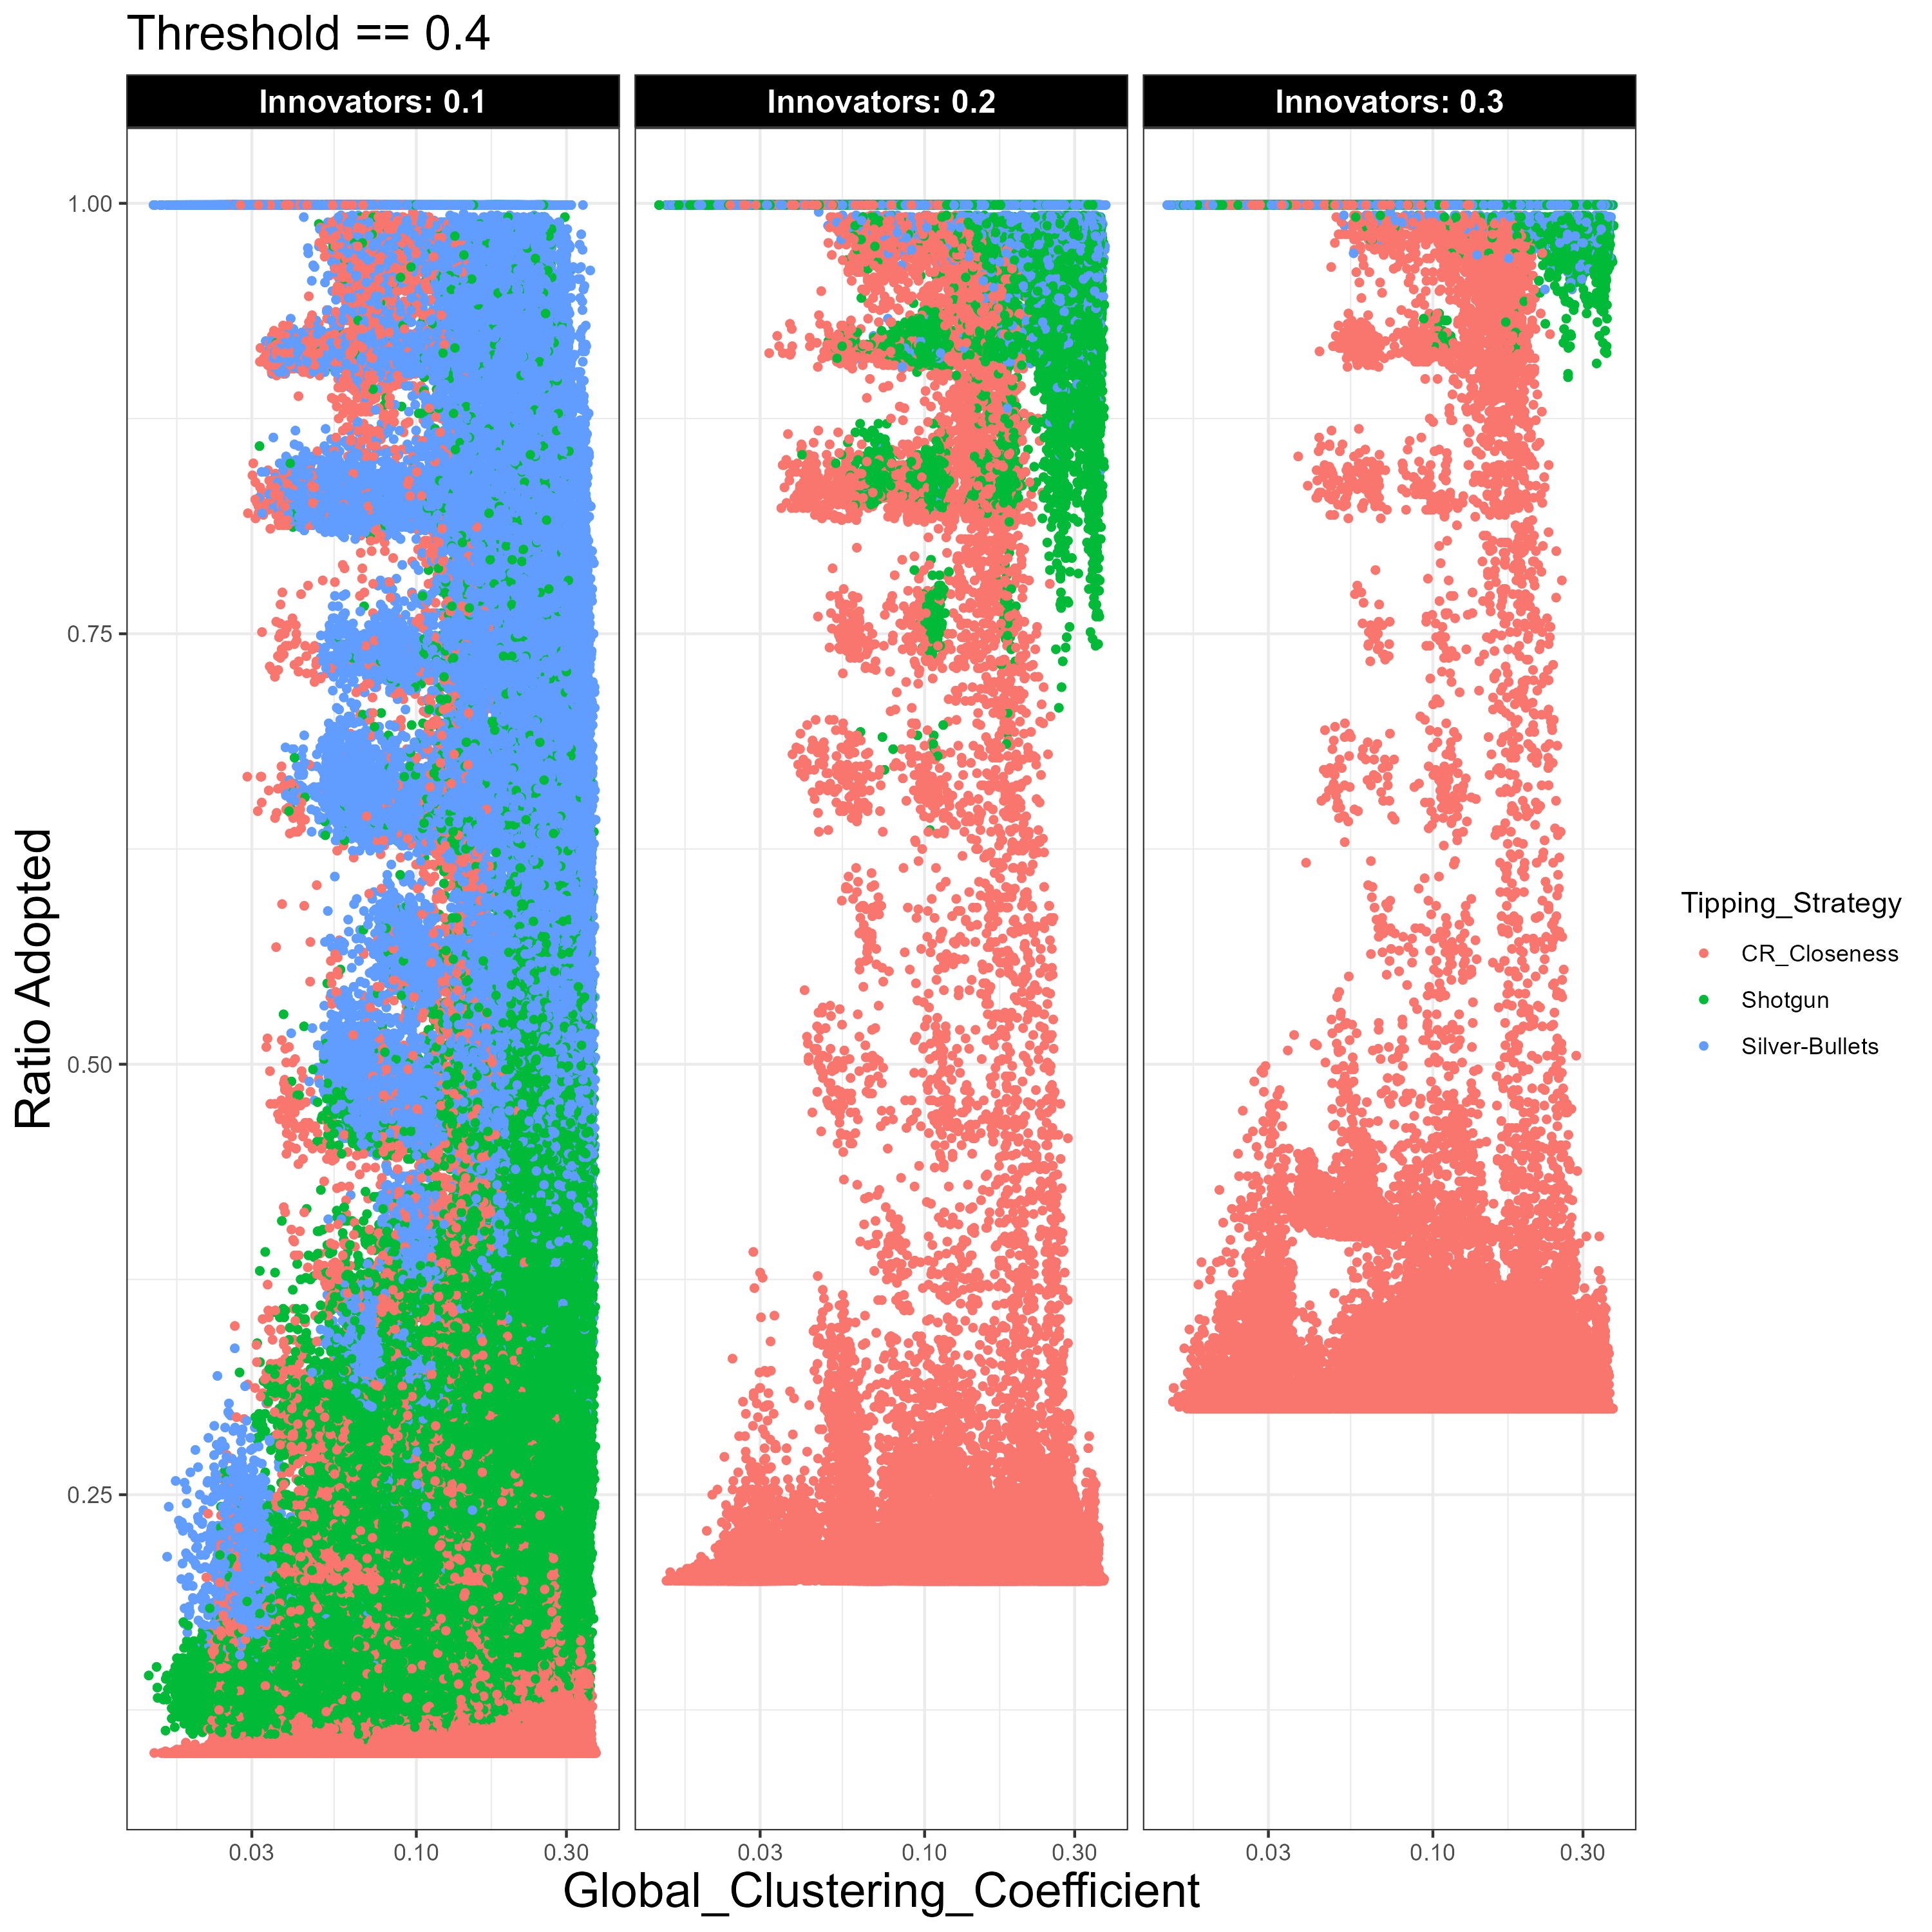 Threshold == 0.4
Innovators: 0.1
Innovators: 0.2
Innovators: 0.3
1.00
0.75
0.50
0.25
Ratio Adopted
0.03 0.10 0.30
0.03 0.10 0.30
0.03 0.10 0.30
Global_Clustering_Coefficient
Tipping_Strategy
CR_Closeness
Shotgun
Silver-Bullets